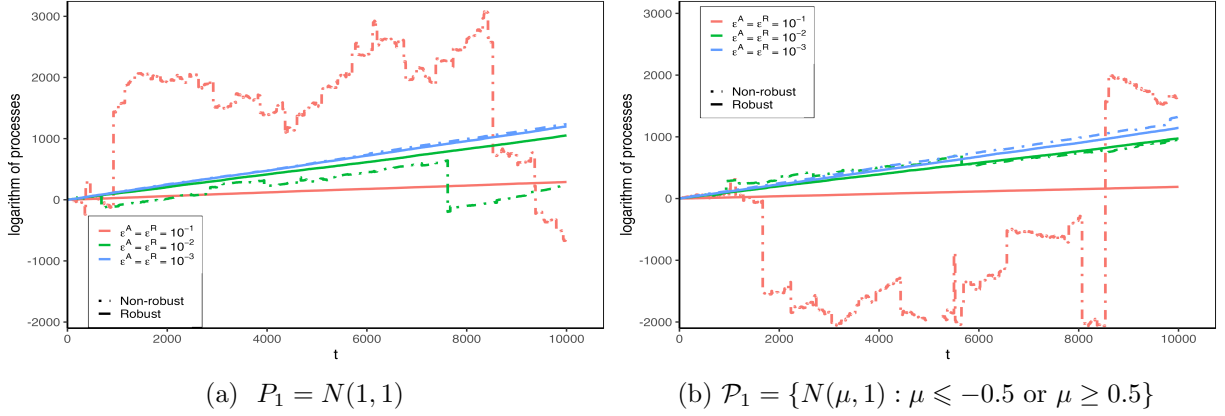 3000
2000
1000
0
-1000
-2000
logarithm of processes
0
2000
4000
6000
8000
10000
t
εᴬ = εᴿ = 10⁻¹
εᴬ = εᴿ = 10⁻²
εᴬ = εᴿ = 10⁻³
Non-robust
Robust
(a) P₁ = N(1, 1)
3000
2000
1000
0
-1000
-2000
logarithm of processes
0
2000
4000
6000
8000
10000
t
εᴬ = εᴿ = 10⁻¹
εᴬ = εᴿ = 10⁻²
εᴬ = εᴿ = 10⁻³
Non-robust
Robust
(b) 𝒫₁ = {N(μ, 1) : μ ⩽ −0.5 or μ ≥ 0.5}